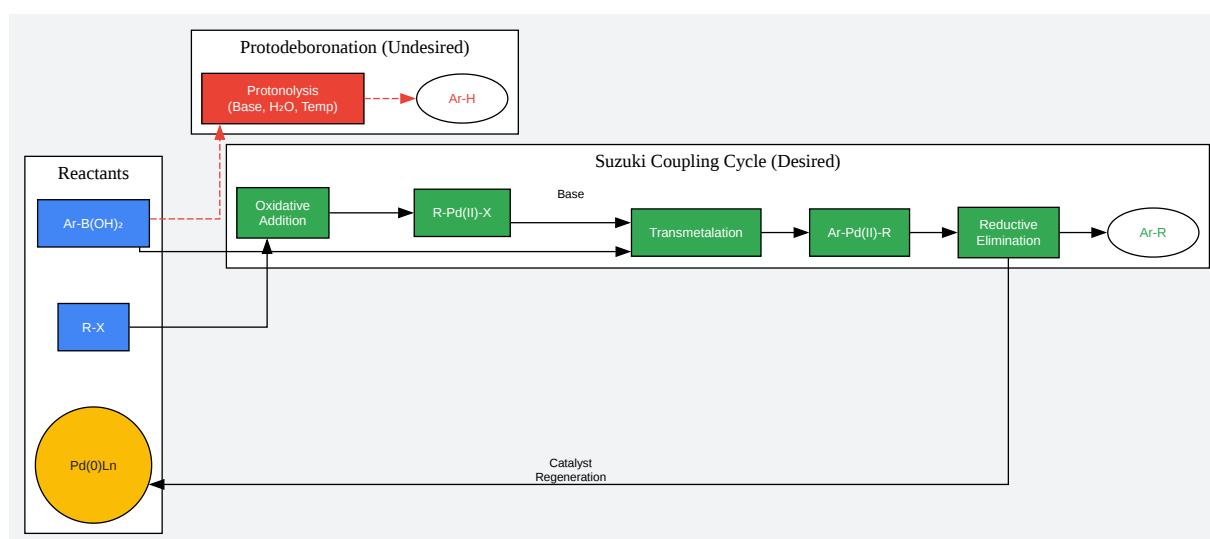 Protodeboronation (Undesired)
Protonolysis
(Base, H₂O, Temp)
Ar-H
Reactants
Ar-B(OH)₂
R-X
Pd(0)Ln
Suzuki Coupling Cycle (Desired)
Oxidative
Addition
R-Pd(II)-X
Base
Transmetalation
Ar-Pd(II)-R
Reductive
Elimination
Ar-R
Catalyst
Regeneration